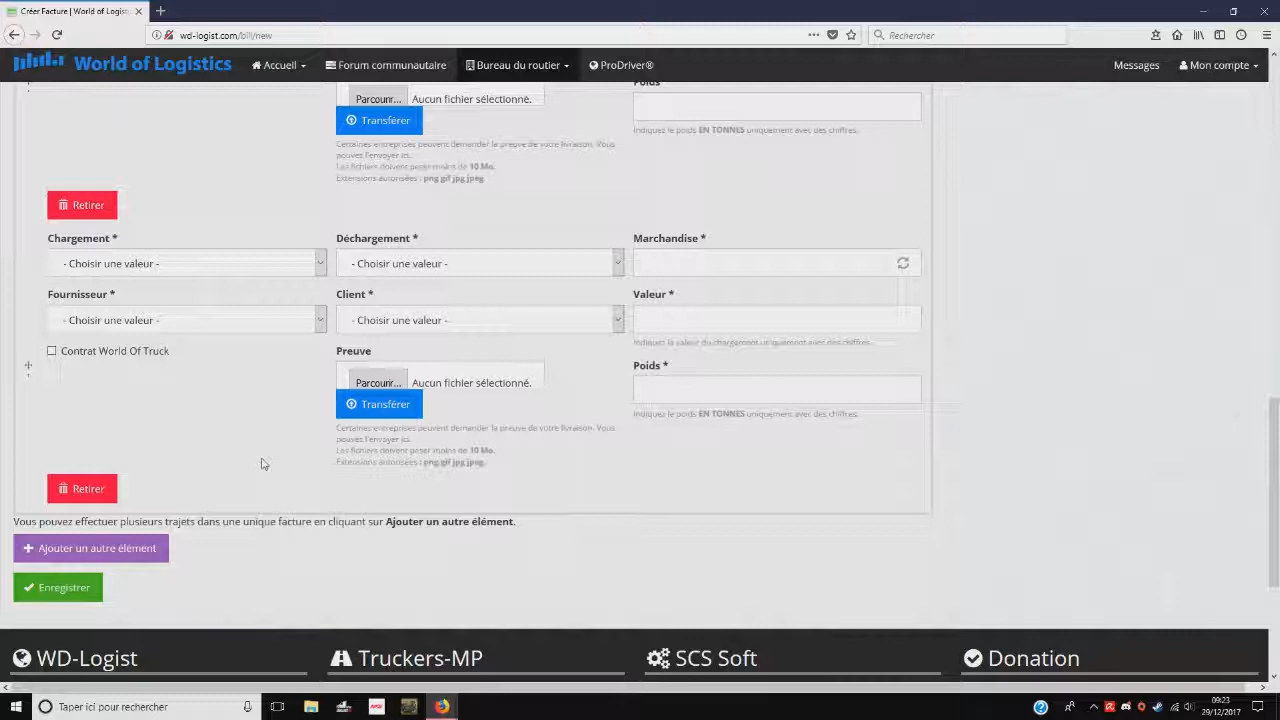 Créer Facture | World of Logisti
wd-logist.com/bill/new
Rechercher
World of Logistics
Accueil
Forum communautaire
Bureau du routier
ProDriver®
Messages
Mon compte
Poids
Parcourir... Aucun fichier sélectionné.
Transférer
Indiquez le poids EN TONNES uniquement avec des chiffres.
Certaines entreprises peuvent demander la preuve de votre livraison. Vous
pouvez l'envoyer ici.
Les fichiers doivent peser moins de 10 Mo.
Extensions autorisées : png gif jpg jpeg.
Retirer
Chargement *
Déchargement *
Marchandise *
- Choisir une valeur -
- Choisir une valeur -
Fournisseur *
Client *
Valeur *
- Choisir une valeur -
- Choisir une valeur -
Indiquez la valeur du chargement uniquement avec des chiffres.
Contrat World Of Truck
Preuve
Poids *
Parcourir... Aucun fichier sélectionné.
Transférer
Indiquez le poids EN TONNES uniquement avec des chiffres.
Certaines entreprises peuvent demander la preuve de votre livraison. Vous
pouvez l'envoyer ici.
Les fichiers doivent peser moins de 10 Mo.
Extensions autorisées : png gif jpg jpeg.
Retirer
Vous pouvez effectuer plusieurs trajets dans une unique facture en cliquant sur Ajouter un autre élément.
Ajouter un autre élément
Enregistrer
WD-Logist
Truckers-MP
SCS Soft
Donation
Taper ici pour rechercher
09:23
29/12/2017